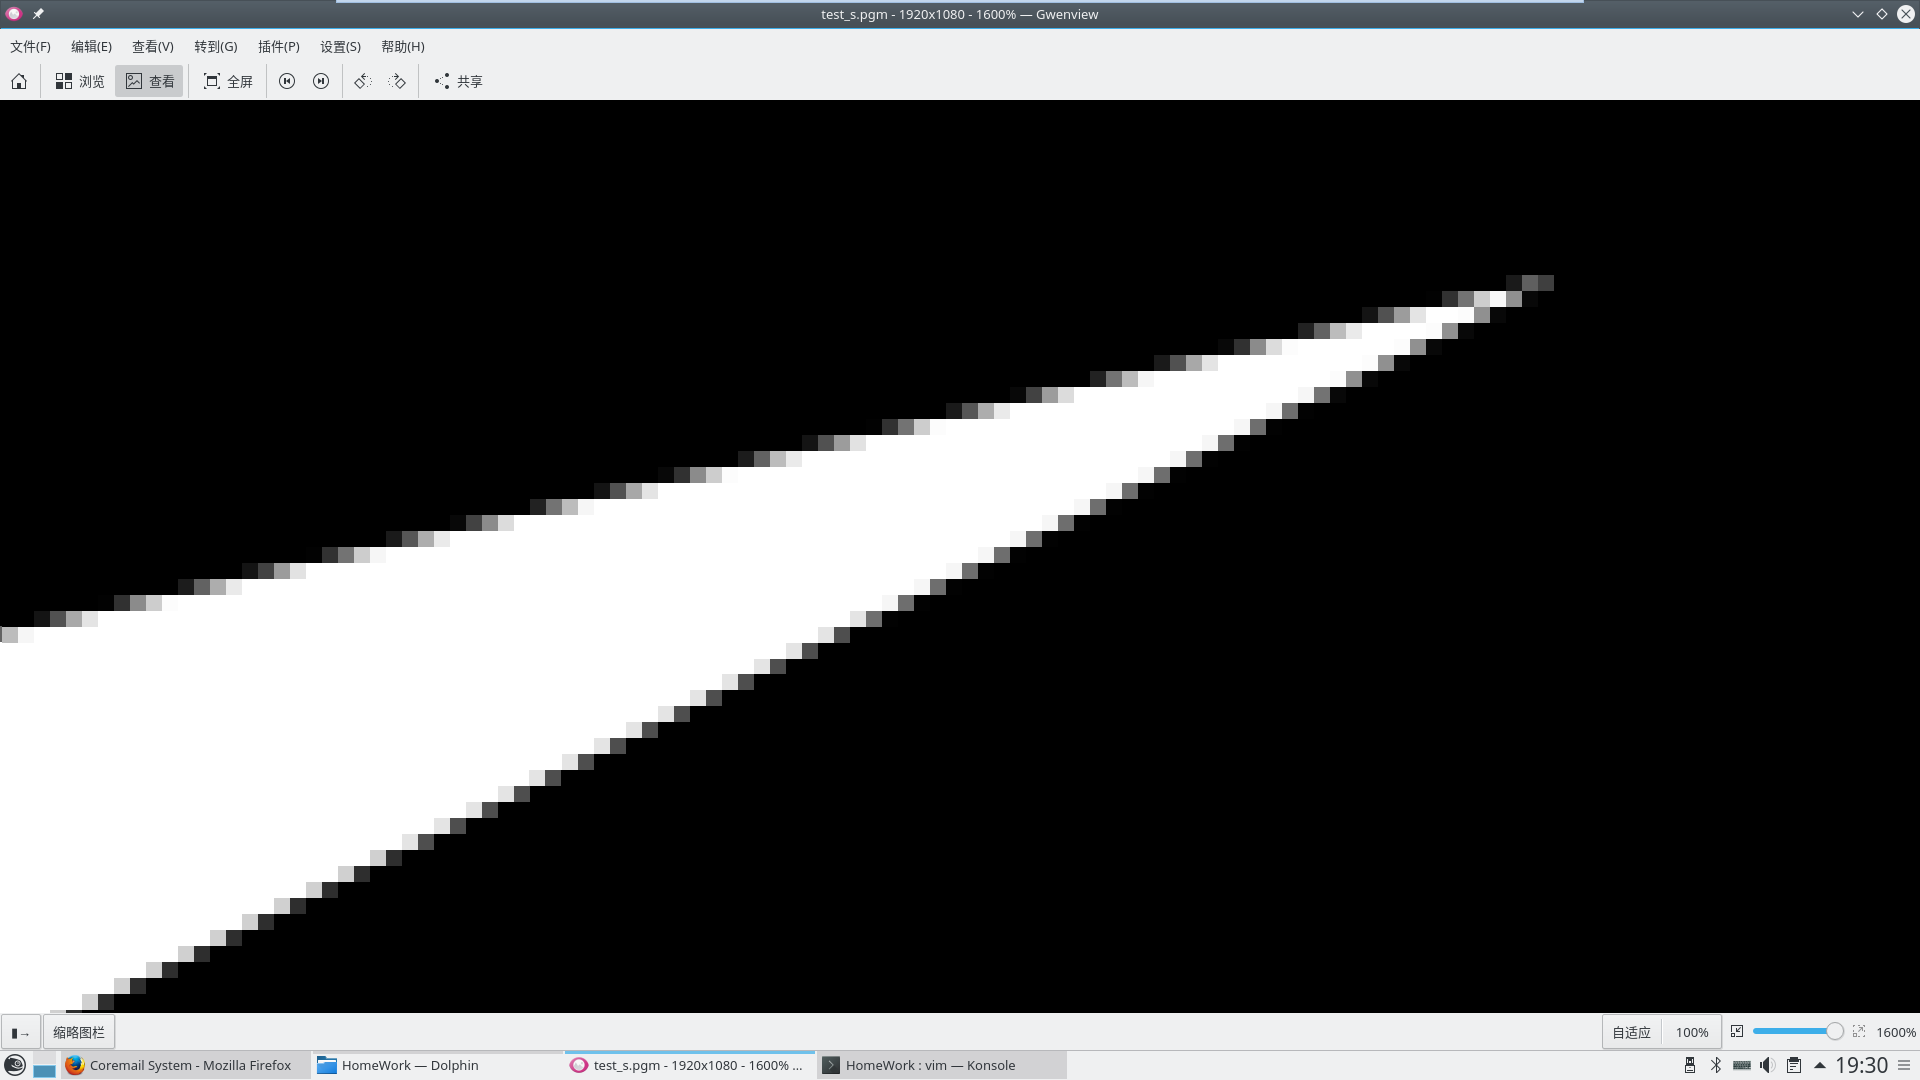 test_s.pgm - 1920x1080 - 1600% — Gwenview
文件(F) 编辑(E) 查看(V) 转到(G) 插件(P) 设置(S) 帮助(H)
浏览 查看 全屏 共享
缩略图栏 自适应 100% 1600%
Coremail System - Mozilla Firefox HomeWork — Dolphin test_s.pgm - 1920x1080 - 1600% ... HomeWork : vim — Konsole 19:30